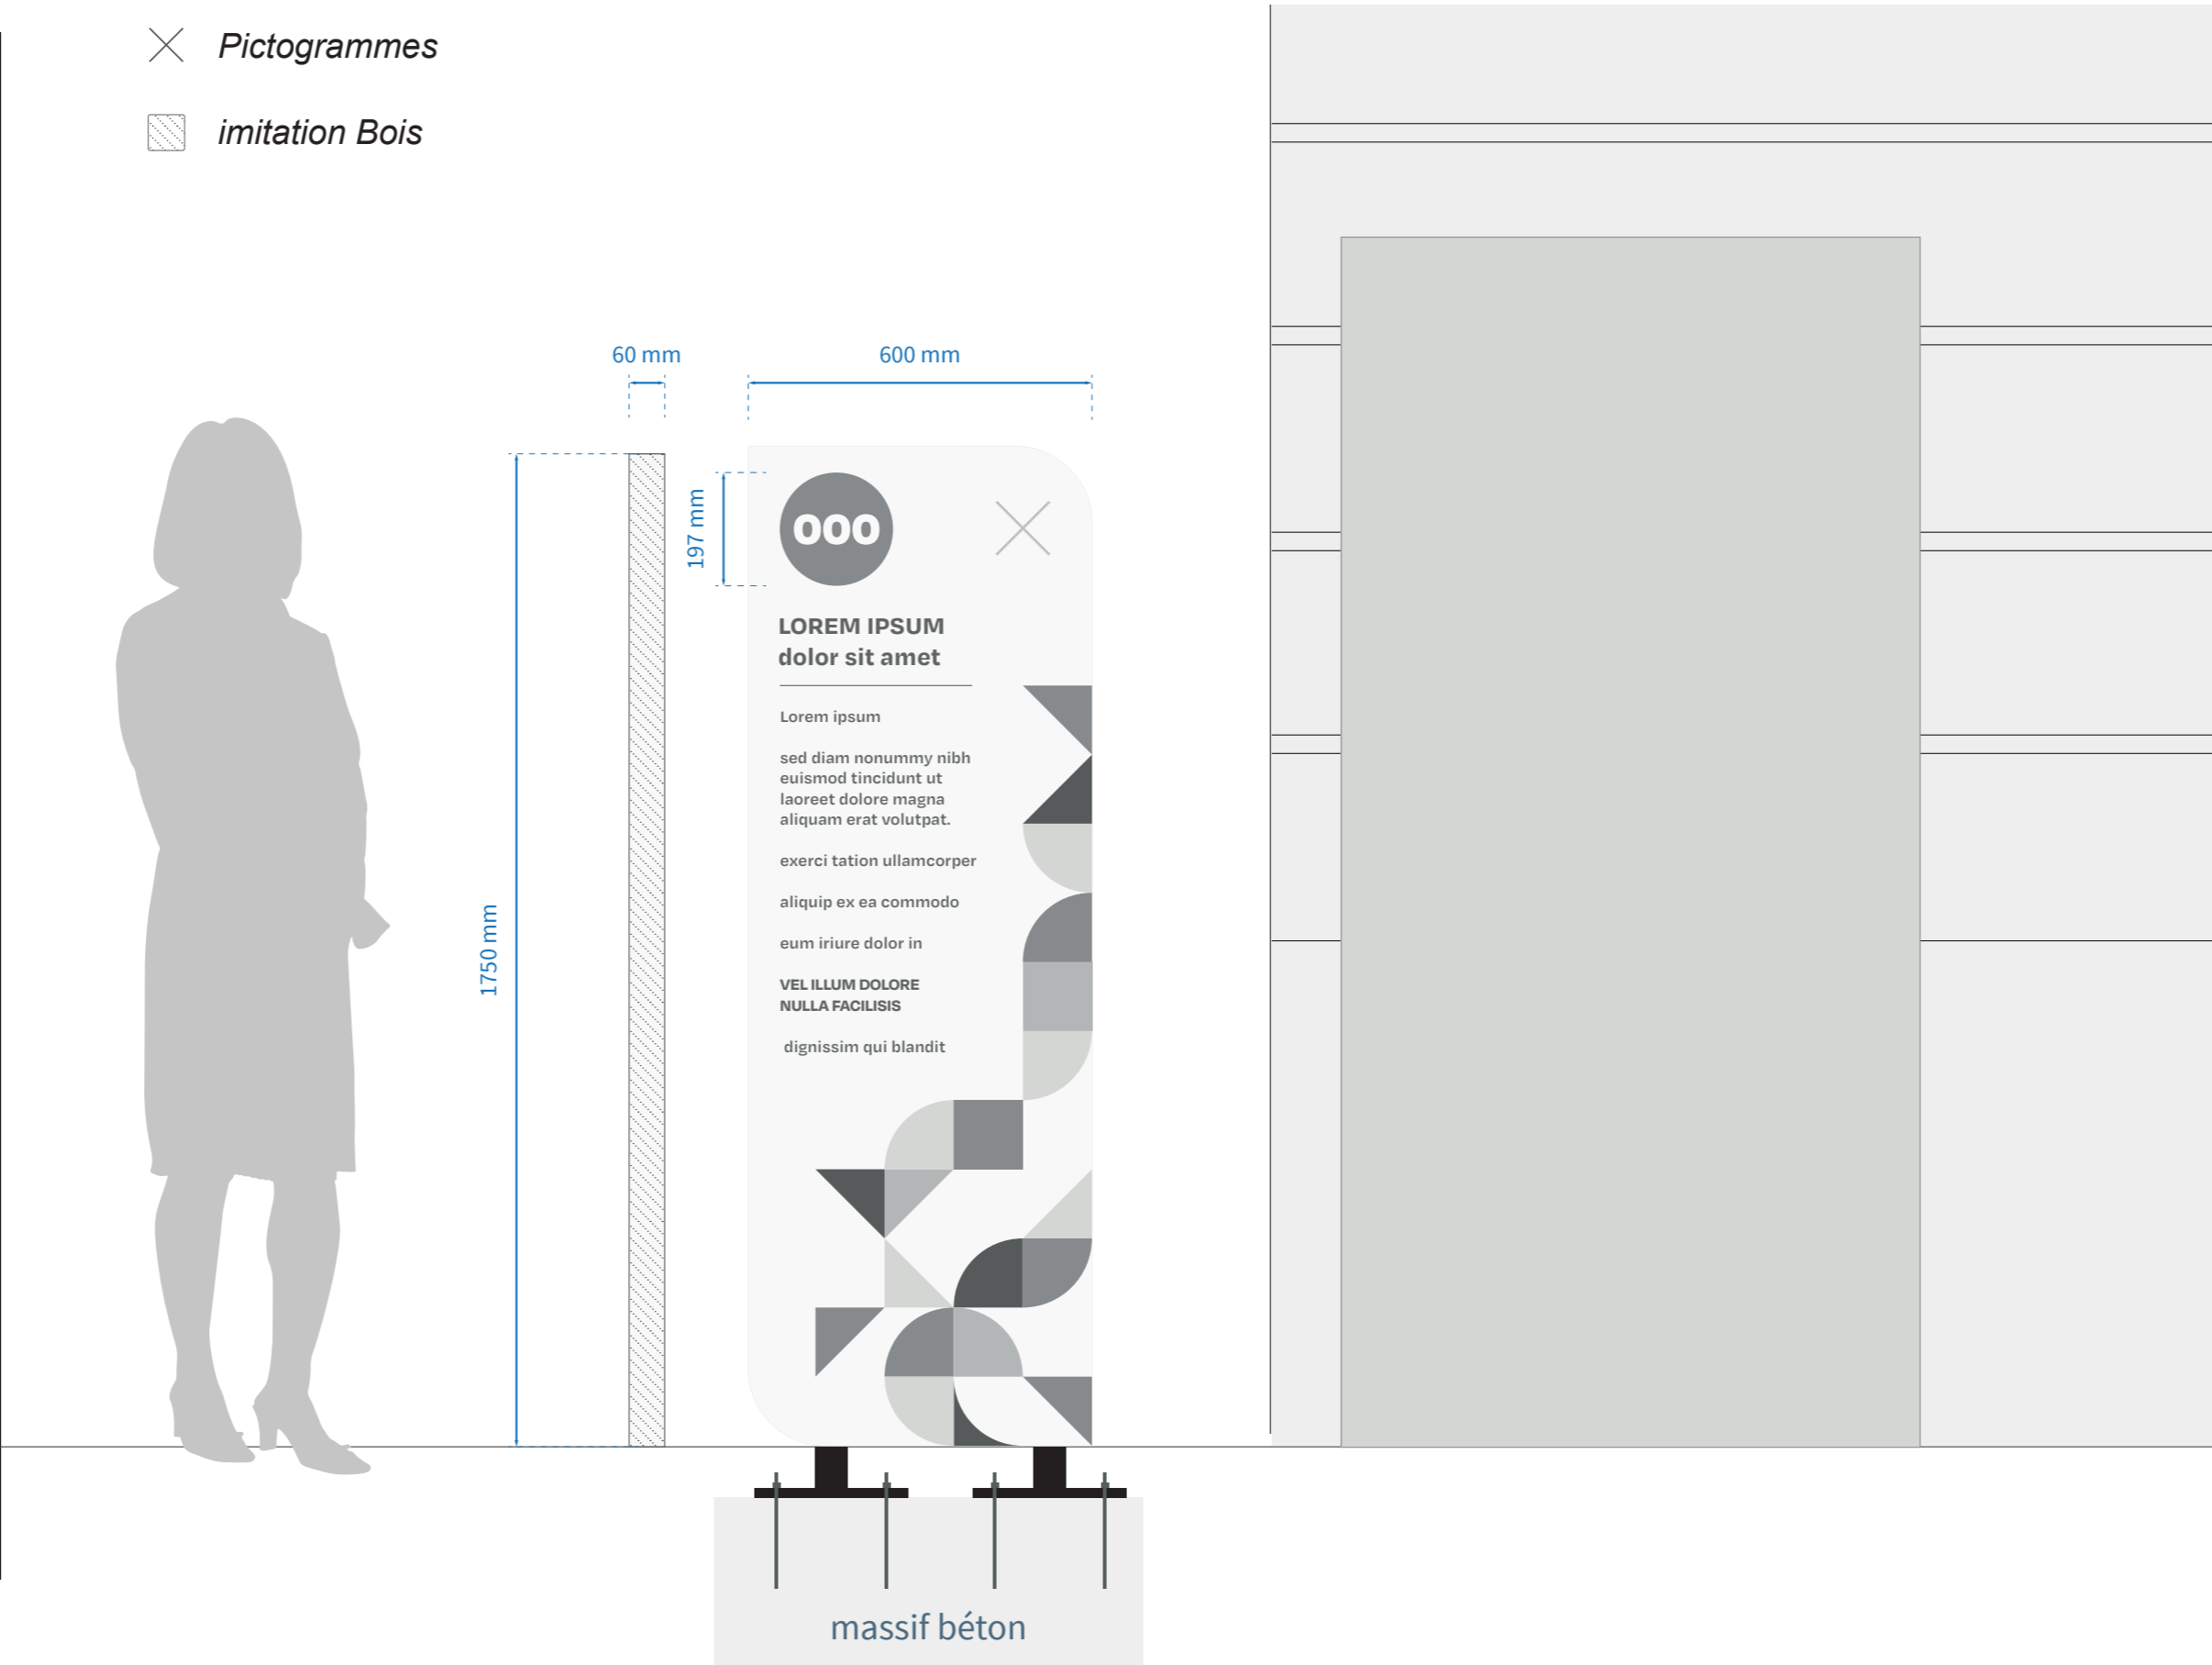 Pictogrammes
imitation Bois
60 mm
600 mm
197 mm
1750 mm
000
LOREM IPSUM
dolor sit amet
Lorem ipsum
sed diam nonummy nibh
euismod tincidunt ut
laoreet dolore magna
aliquam erat volutpat.
exerci tation ullamcorper
aliquip ex ea commodo
eum iriure dolor in
VEL ILLUM DOLORE
NULLA FACILISIS
dignissim qui blandit
massif béton